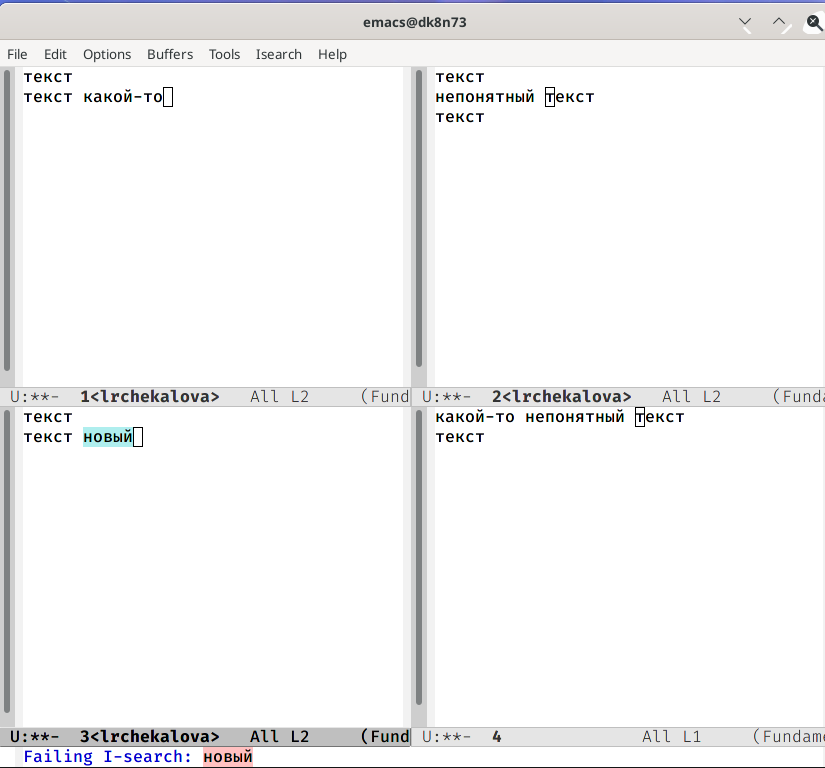 emacs@dk8n73
File Edit Options Buffers Tools Isearch Help
текст
текст какой-то
U:**- 1<lrchekalova> All L2 (Fund
текст
непонятный текст
текст
U:**- 2<lrchekalova> All L2 (Funda
текст
текст новый
U:**- 3<lrchekalova> All L2 (Fund
какой-то непонятный текст
текст
U:**- 4 All L1 (Fundame
Failing I-search: новый